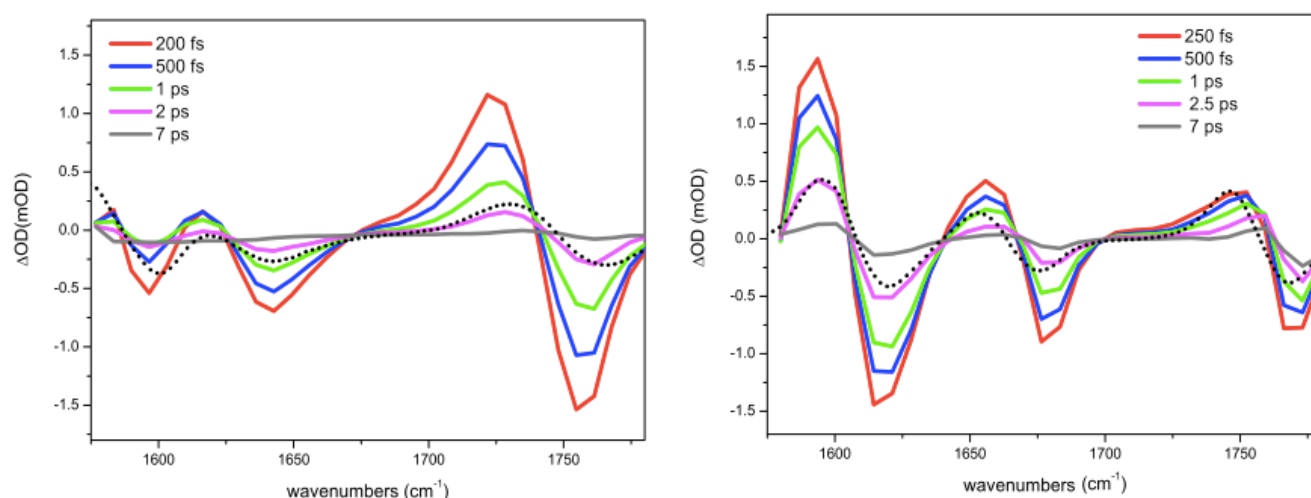 200 fs
500 fs
1 ps
2 ps
7 ps
1.5
1.0
0.5
0.0
-0.5
-1.0
-1.5
ΔOD(mOD)
1600
1650
1700
1750
wavenumbers (cm-1)
250 fs
500 fs
1 ps
2.5 ps
7 ps
1.5
1.0
0.5
0.0
-0.5
-1.0
-1.5
ΔOD (mOD)
1600
1650
1700
1750
wavenumbers (cm-1)